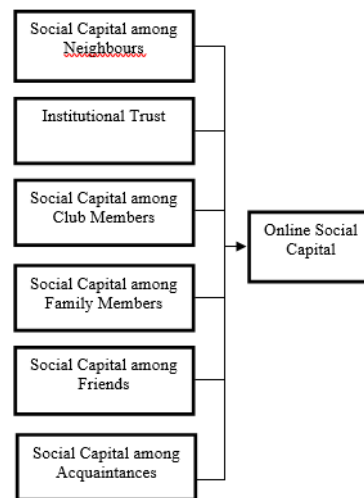 Social Capital among
Neighbours
Institutional Trust
Social Capital among
Club Members
Online Social
Capital
Social Capital among
Family Members
Social Capital among
Friends
Social Capital among
Acquaintances